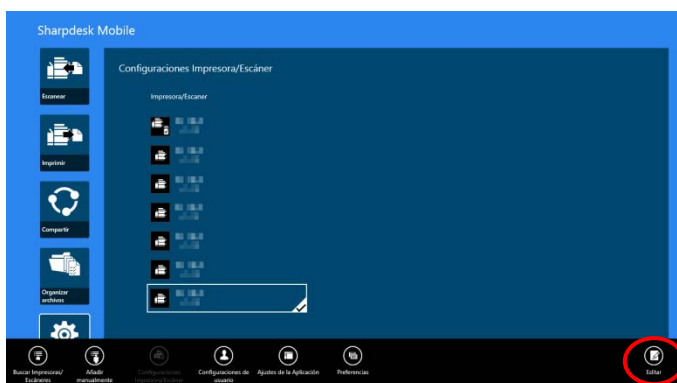 Sharpdesk Mobile
Configuraciones Impresora/Escáner
Impresora/Escaner
Escanear
Imprimir
Compartir
Organizar
archivos
Buscar Impresoras/
Escáneres
Añadir
manualmente
Configuraciones
Impresora/Escáner
Configuraciones de
usuario
Ajustes de la Aplicación
Preferencias
Editar